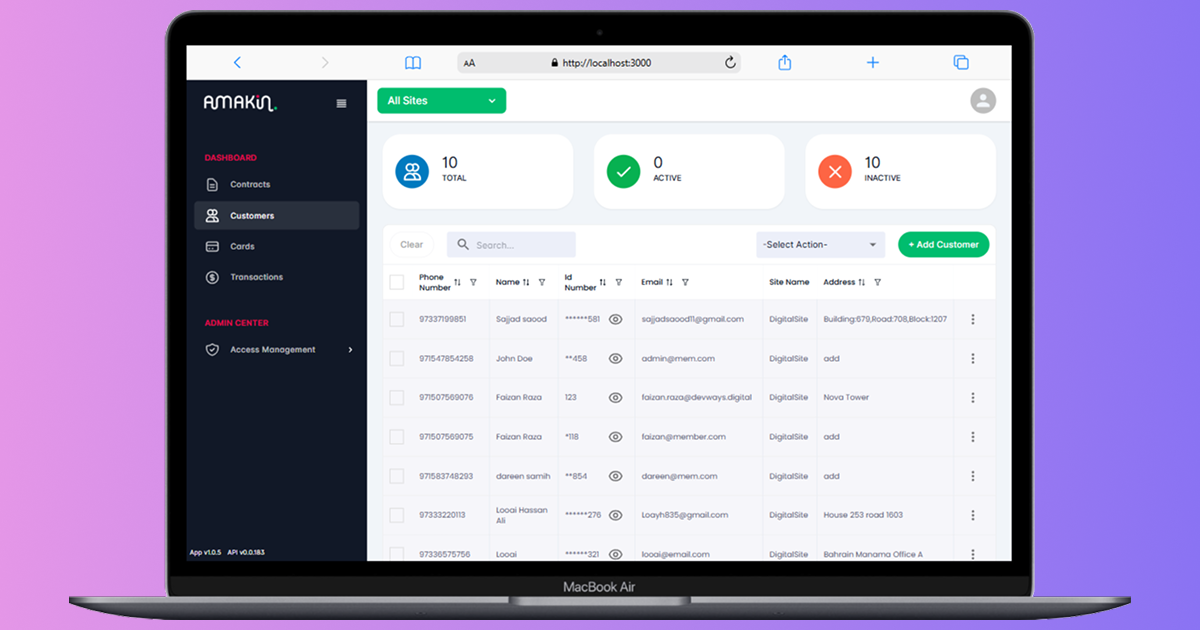 AA http://localhost:3000
AMAKIN.
All Sites
DASHBOARD
Contracts
Customers
Cards
Transactions
ADMIN CENTER
Access Management
App v1.0.5 API v0.0.183
10
TOTAL
0
ACTIVE
10
INACTIVE
Clear
Search...
-Select Action-
+ Add Customer
Phone
Number
Name
Id
Number
Email
Site Name
Address
97337199851 Sajjad saood ******581 sajjadsaood11@gmail.com DigitalSite Building:679,Road:708,Block:1207
971547854258 John Doe **458 admin@mem.com DigitalSite add
971507569076 Faizan Raza 123 faizan.raza@devways.digital DigitalSite Nova Tower
971507569075 Faizan Raza *118 faizan@member.com DigitalSite add
971583748293 dareen samih **854 dareen@mem.com DigitalSite add
97333220113 Looai Hassan
Ali
******276 Loayh835@gmail.com DigitalSite House 253 road 1603
97336575756 Looai ******321 looai@email.com DigitalSite Bahrain Manama Office A
MacBook Air